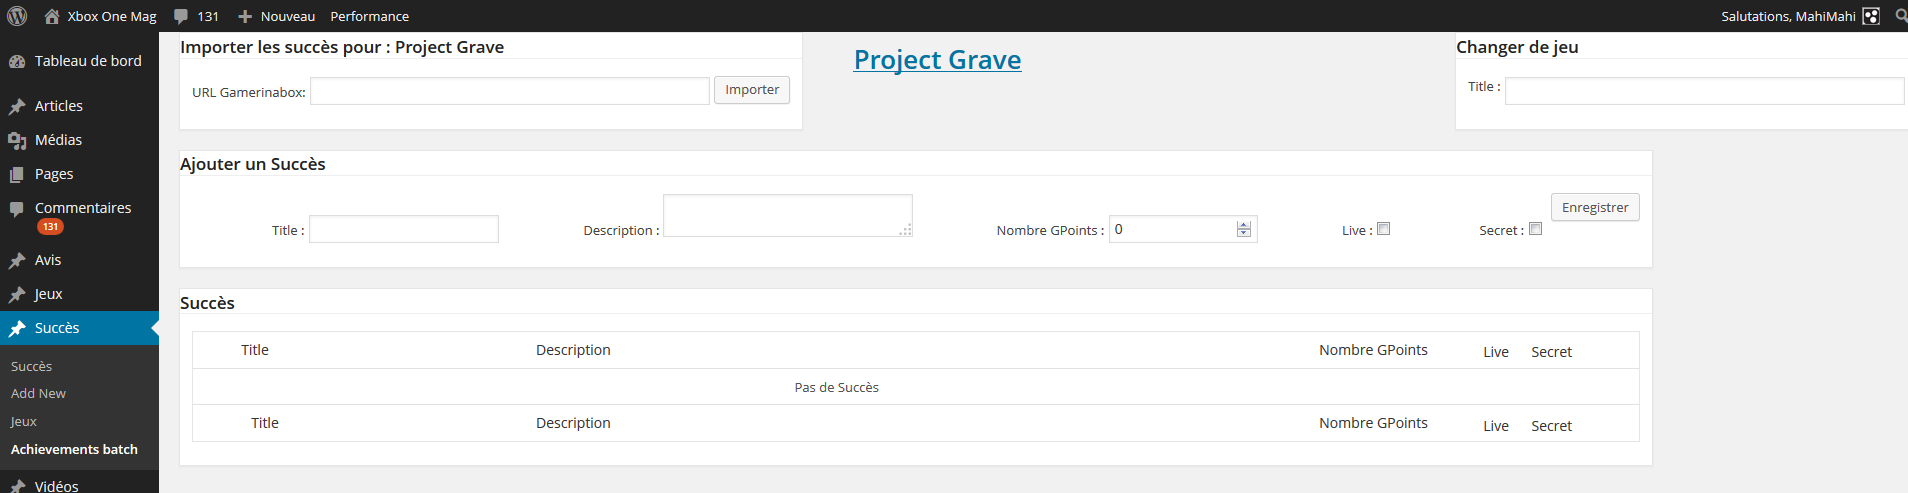 Xbox One Mag 131 Nouveau Performance Salutations, MahiMahi
Tableau de bord
Articles
Médias
Pages
Commentaires
131
Avis
Jeux
Succès
Succès
Add New
Jeux
Achievements batch
Vidéos
Importer les succès pour : Project Grave
URL Gamerinabox: Importer
Project Grave
Changer de jeu
Title :
Ajouter un Succès
Title : Description : Nombre GPoints : 0 Live : Secret : Enregistrer
Succès
Title Description Nombre GPoints Live Secret
Pas de Succès
Title Description Nombre GPoints Live Secret